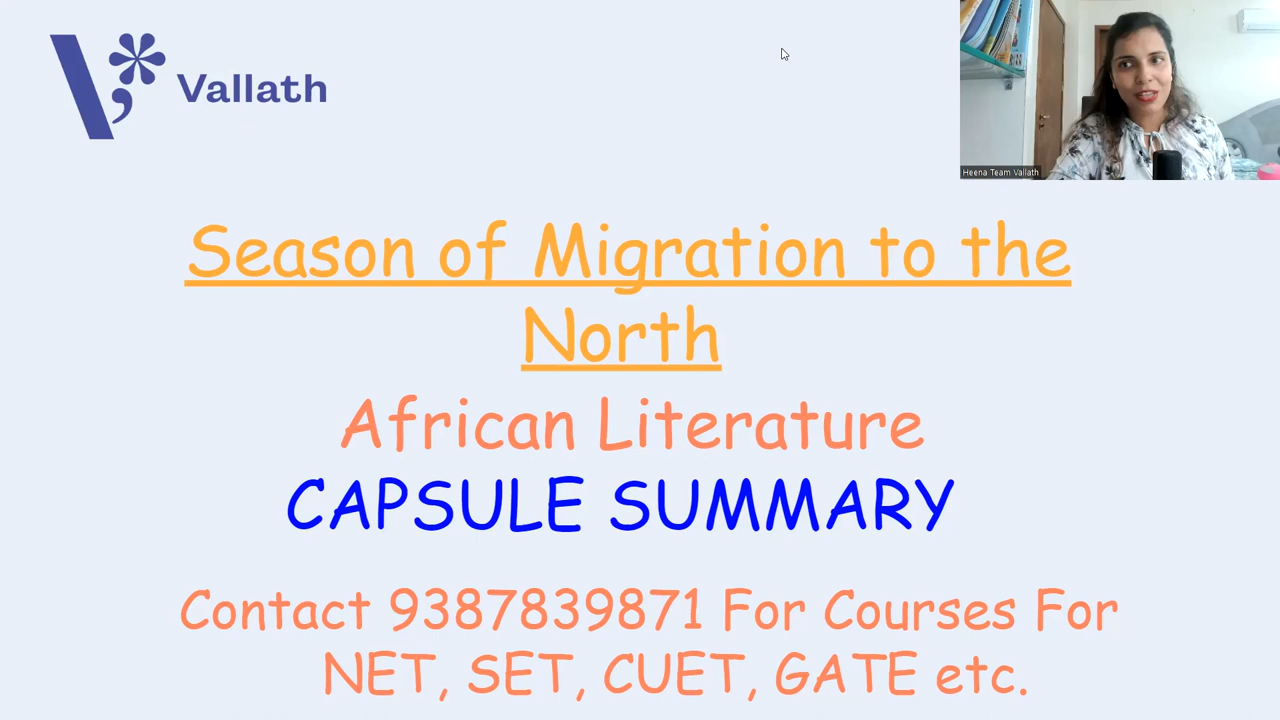 Vallath
Heena Team Vallath
Season of Migration to the
North
African Literature
CAPSULE SUMMARY
Contact 9387839871 For Courses For
NET, SET, CUET, GATE etc.